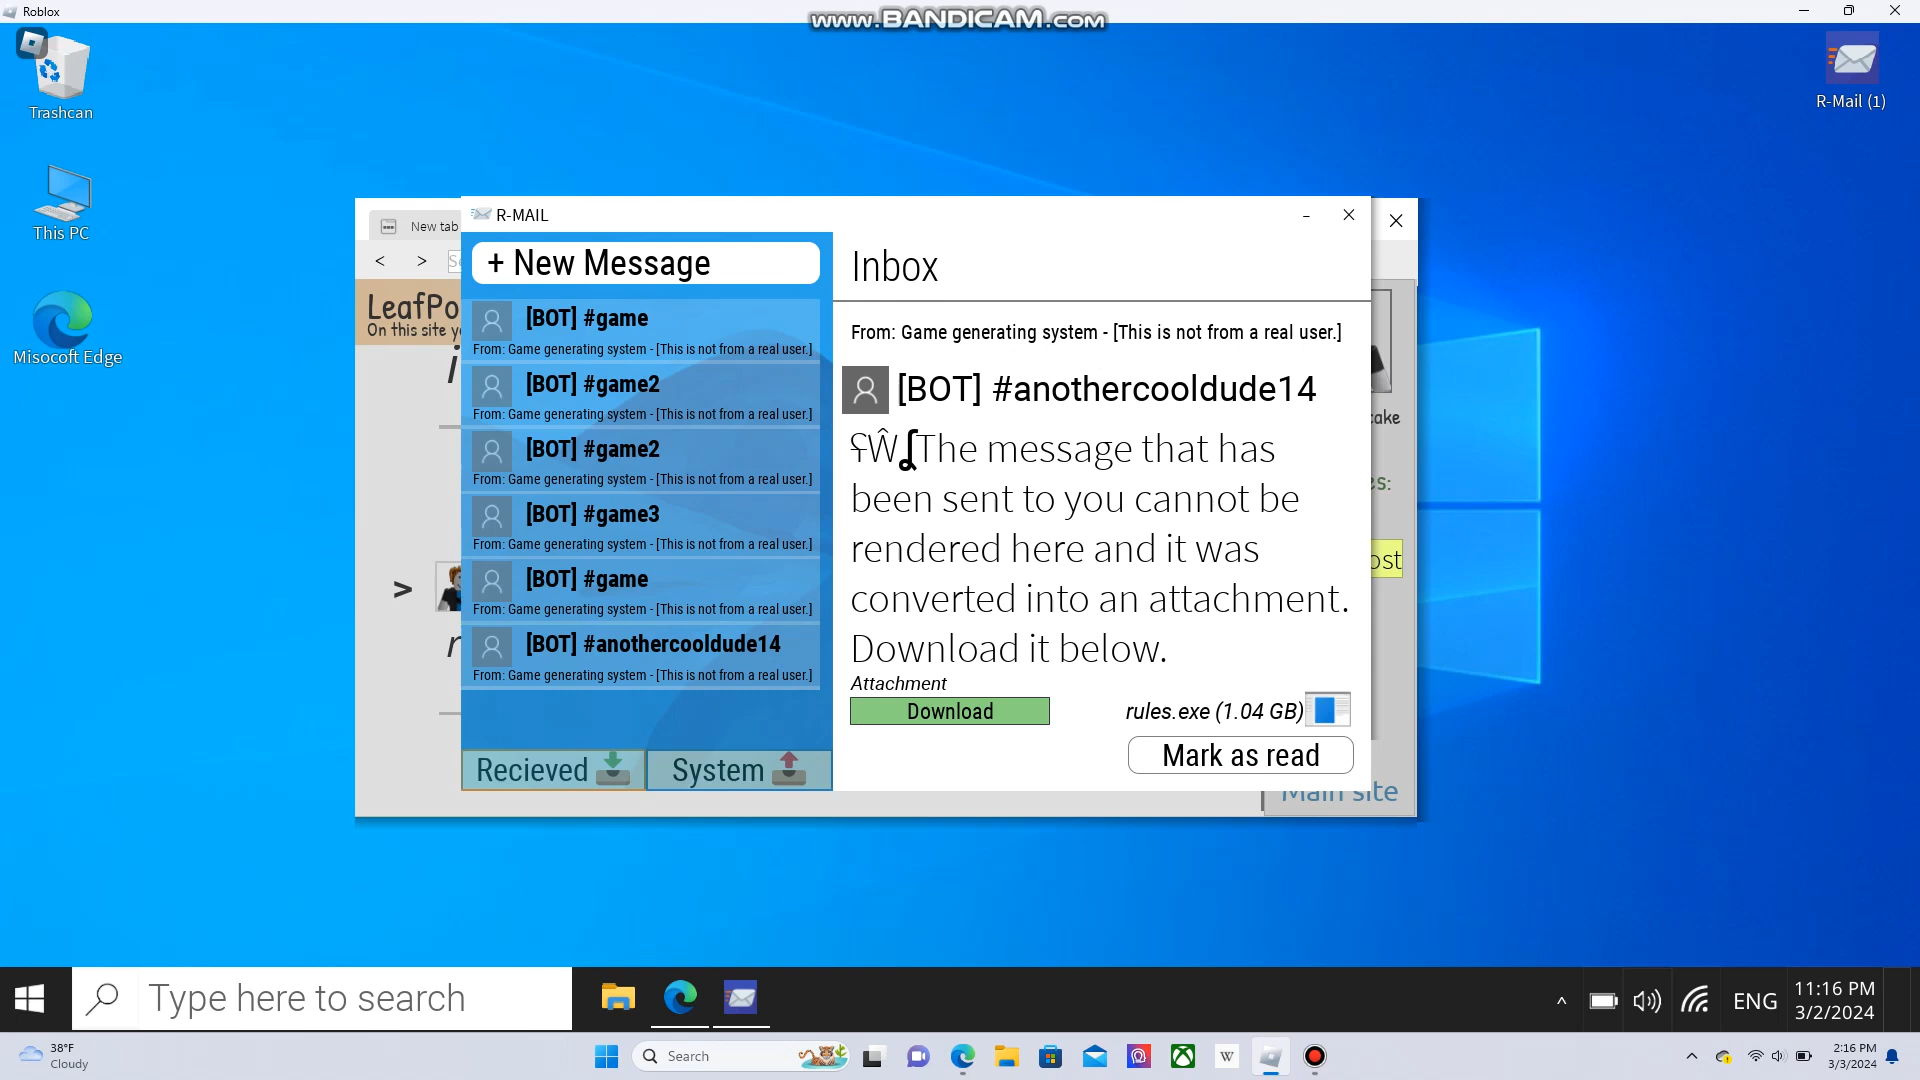 Roblox
www.BANDICAM.com
Trashcan
R-Mail (1)
This PC
Misocoft Edge
New tab
R-MAIL
< >
+ New Message
Inbox
On this site
[BOT] #game
From: Game generating system - [This is not from a real user.]
[BOT] #game2
From: Game generating system - [This is not from a real user.]
[BOT] #game2
From: Game generating system - [This is not from a real user.]
[BOT] #game3
From: Game generating system - [This is not from a real user.]
[BOT] #game
From: Game generating system - [This is not from a real user.]
[BOT] #anothercooldude14
From: Game generating system - [This is not from a real user.]
Recieved
System
>
From: Game generating system - [This is not from a real user.]
[BOT] #anothercooldude14
The message that has
been sent to you cannot be
rendered here and it was
converted into an attachment.
Download it below.
Attachment
Download
rules.exe (1.04 GB)
Mark as read
Main site
Type here to search
ENG
11:16 PM
3/2/2024
38°F
Cloudy
Search
W
2:16 PM
3/3/2024